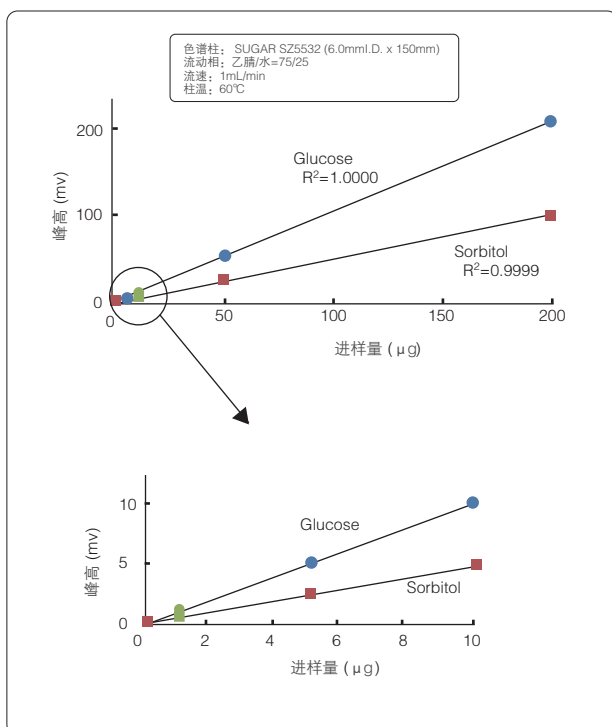 色谱柱： SUGAR SZ5532 (6.0mmI.D. x 150mm)
流动相：乙腈/水=75/25
流速：1mL/min
柱温：60℃
峰高 (mv)
200
100
0
Glucose
R²=1.0000
Sorbitol
R²=0.9999
0 50 100 150 200
进样量 ( μg)
峰高 (mv)
10
5
0
Glucose
Sorbitol
0 2 4 6 8 10
进样量 ( μg)